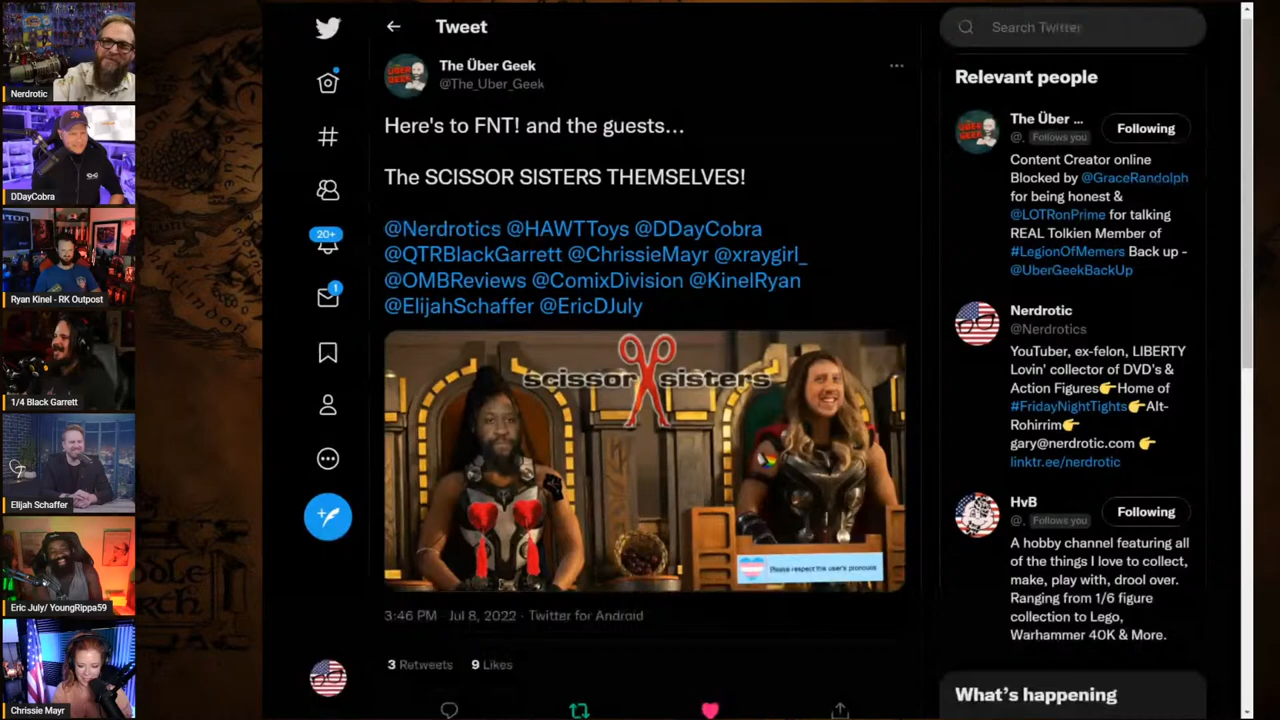 Nerdrotic
DDayCobra
Ryan Kinel - RK Outpost
1/4 Black Garrett
Elijah Schaffer
Eric July/ YoungRippa59
Chrissie Mayr
20+
1
Tweet
The Über Geek
@The_Uber_Geek
Here's to FNT! and the guests...
The SCISSOR SISTERS THEMSELVES!
@Nerdrotics @HAWTToys @DDayCobra
@QTRBlackGarrett @ChrissieMayr @xraygirl_
@OMBReviews @ComixDivision @KinelRyan
@ElijahSchaffer @EricDJuly
scissor sisters
Please respect this user's pronouns
3:46 PM · Jul 8, 2022 · Twitter for Android
3 Retweets 9 Likes
Search Twitter
Relevant people
The Über ...
@. Follows you
Following
Content Creator online
Blocked by @GraceRandolph
for being honest &
@LOTRonPrime for talking
REAL Tolkien Member of
#LegionOfMemers Back up -
@UberGeekBackUp
Nerdrotic
@Nerdrotics
YouTuber, ex-felon, LIBERTY
Lovin' collector of DVD's &
Action Figures👉Home of
#FridayNightTights👉Alt-
Rohirrim👉
gary@nerdrotic.com 👉
linktr.ee/nerdrotic
HvB
@. Follows you
Following
A hobby channel featuring all
of the things I love to collect,
make, play with, drool over.
Ranging from 1/6 figure
collection to Lego,
Warhammer 40K & More.
What's happening